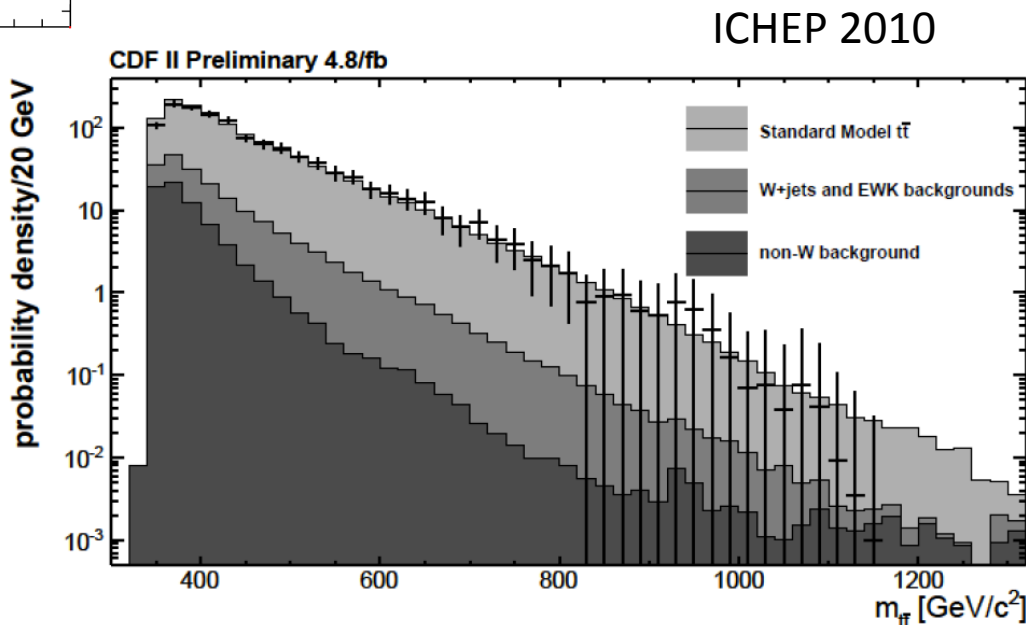 ICHEP 2010
CDF II Preliminary 4.8/fb
probability density/20 GeV
10²
10
1
10⁻¹
10⁻²
10⁻³
Standard Model tt̄
W+jets and EWK backgrounds
non-W background
400 600 800 1000 1200
m_tt̄ [GeV/c²]